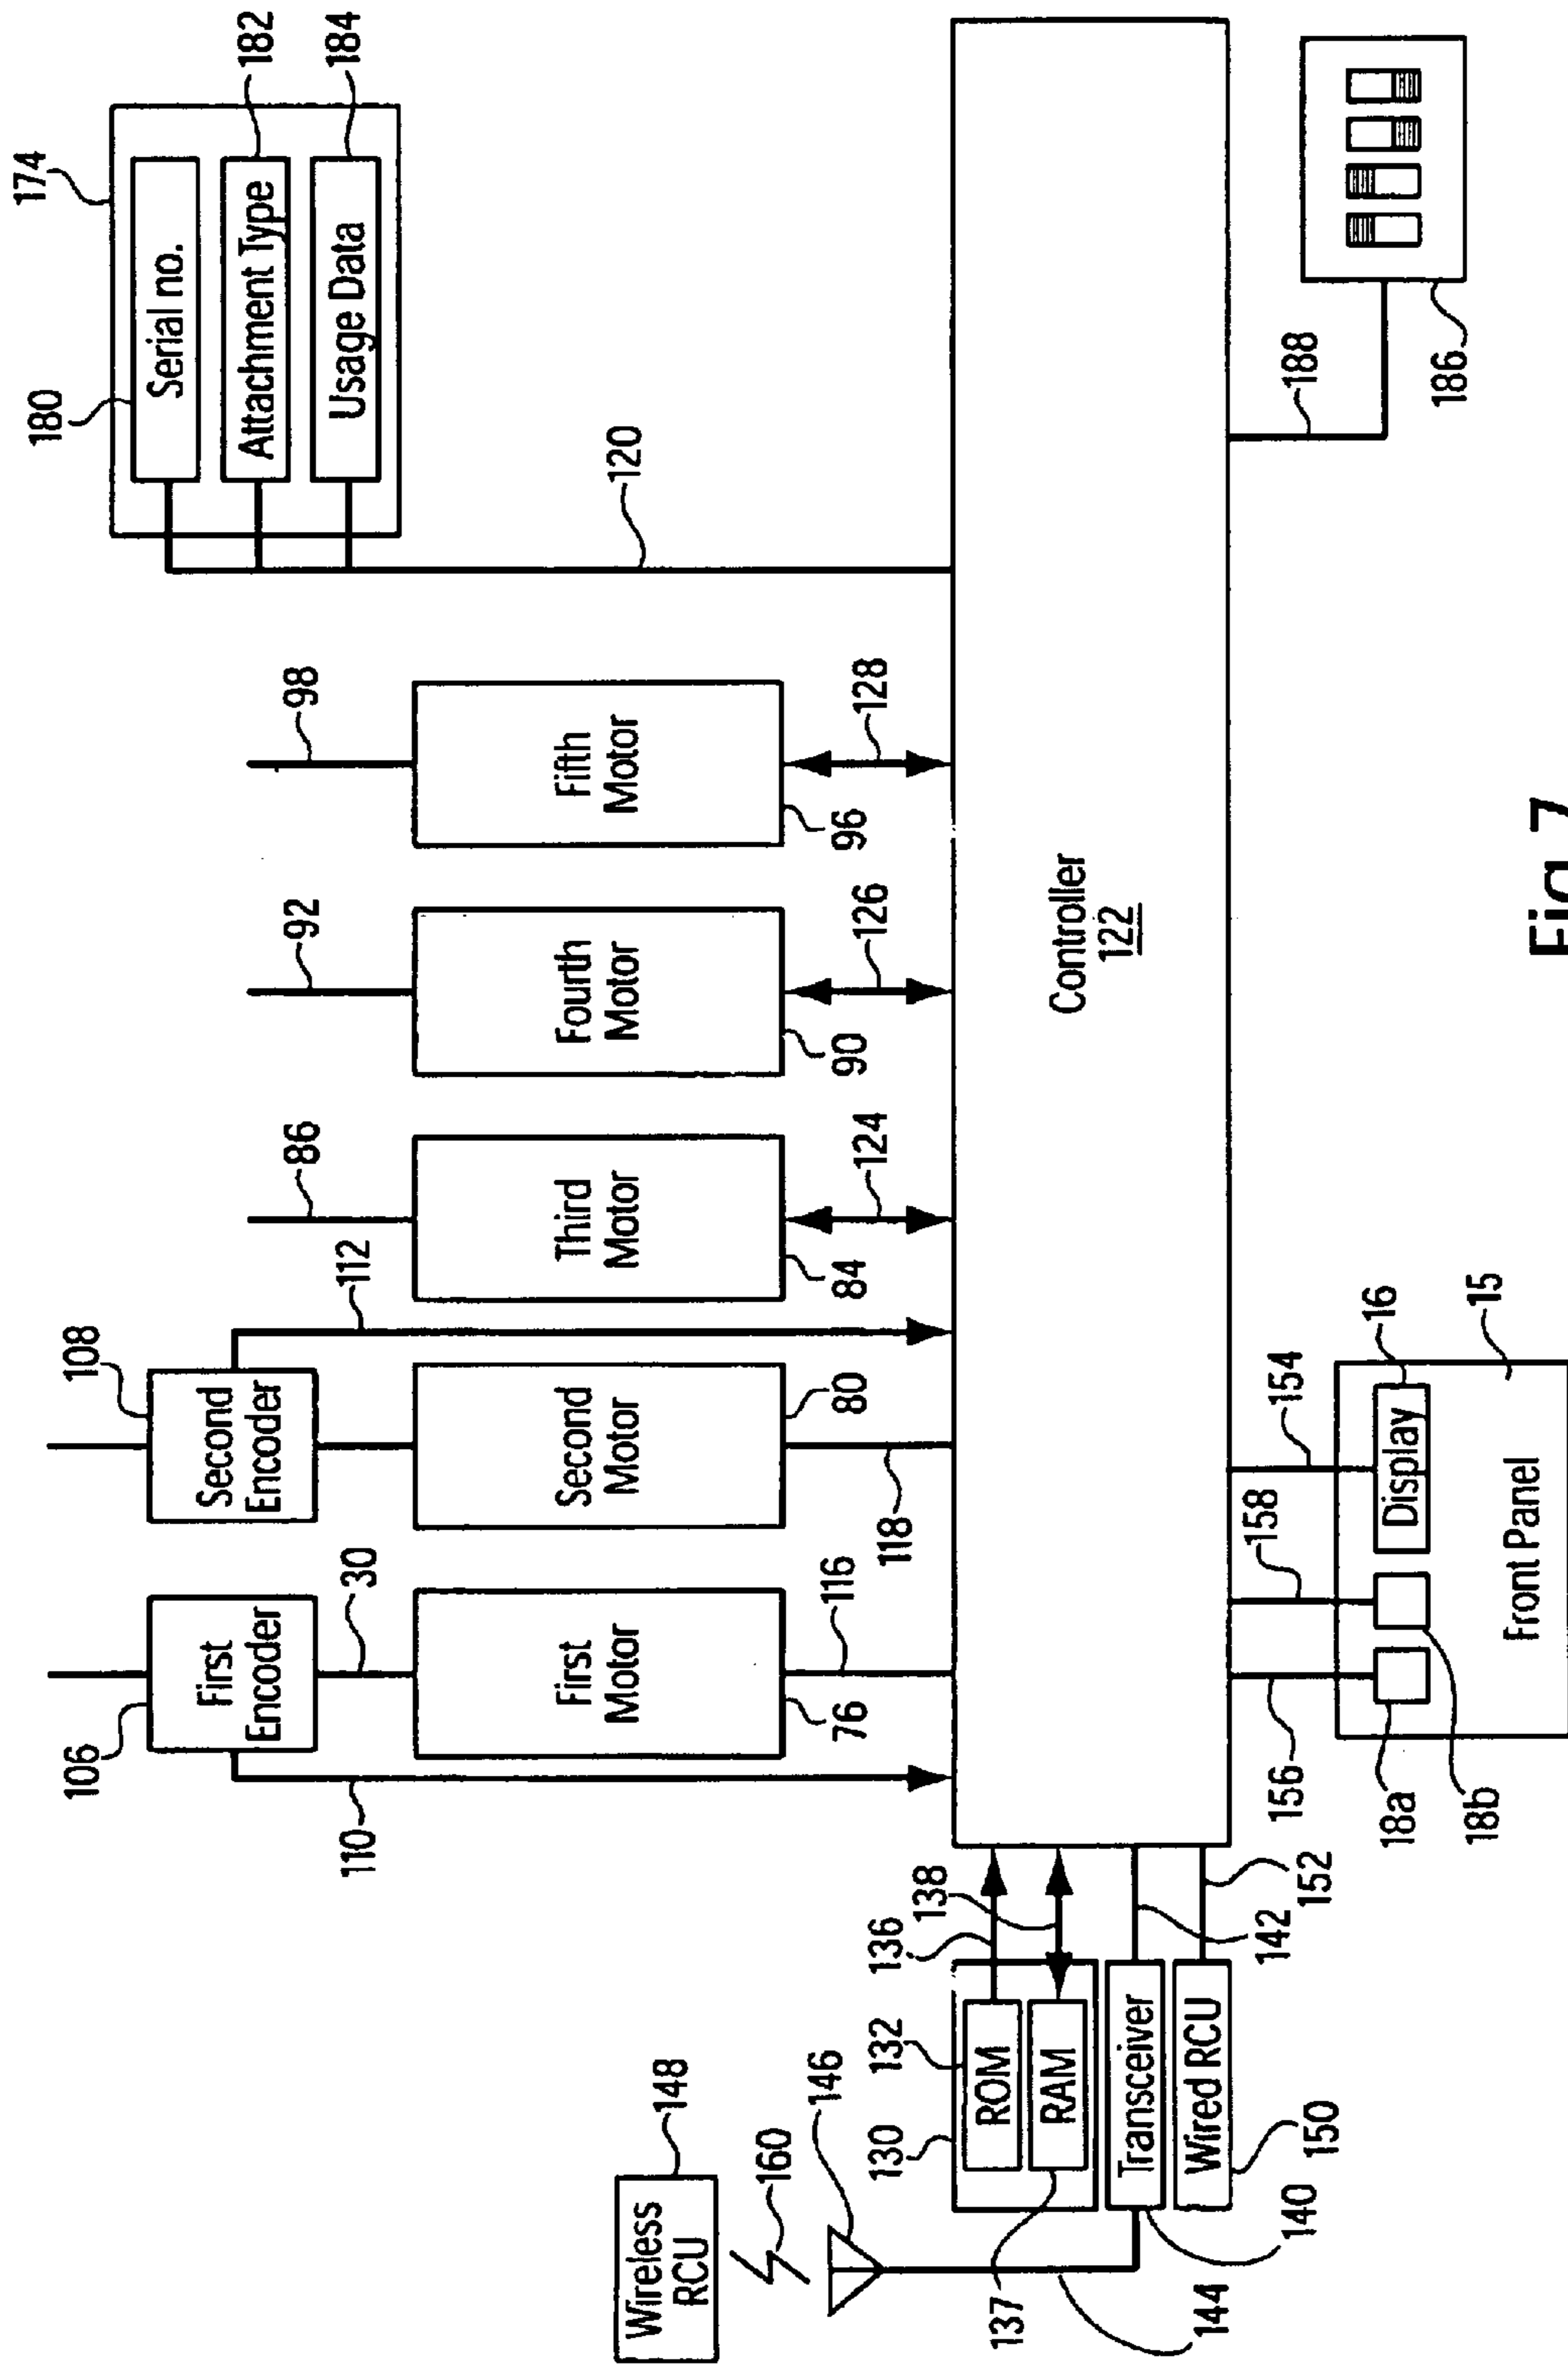 174
180
Serial no.
182
Attachment Type
184
Usage Data
106
First
Encoder
108
Second
Encoder
110
30
112
86
92
98
120
First
Motor
Second
Motor
Third
Motor
Fourth
Motor
Fifth
Motor
76
116
118
80
84
124
90
126
96
128
Wireless
RCU
148
160
146
130
132
136
138
ROM
RAM
Transceiver
Wired RCU
137
144
140
150
142
152
Controller
122
156
158
154
188
186
18a
18b
Display
16
15
Front Panel
Fig. 7